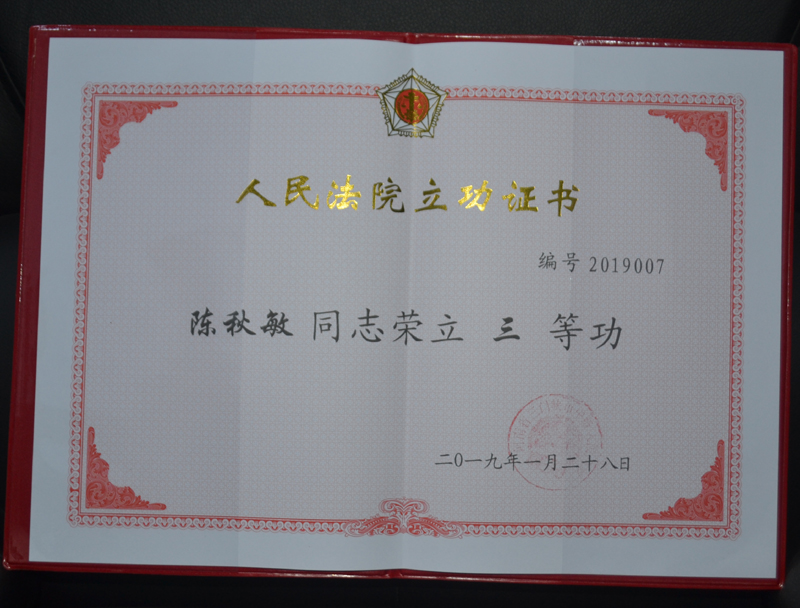 人民法院立功证书
编号 2019007
陈秋敏 同志荣立 三 等功
二0一九年一月二十八日